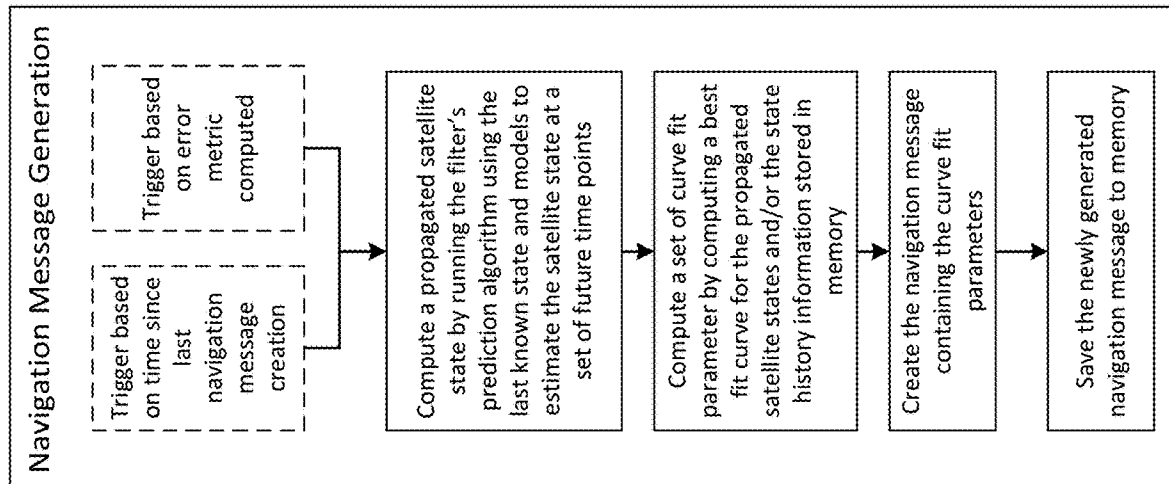 Navigation Message Generation
Trigger based
on time since
last
navigation
message
creation
Trigger based
on error
metric
computed
Compute a propagated satellite
state by running the filter's
prediction algorithm using the
last known state and models to
estimate the satellite state at a
set of future time points
Compute a set of curve fit
parameter by computing a best
fit curve for the propagated
satellite states and/or the state
history information stored in
memory
Create the navigation message
containing the curve fit
parameters
Save the newly generated
navigation message to memory